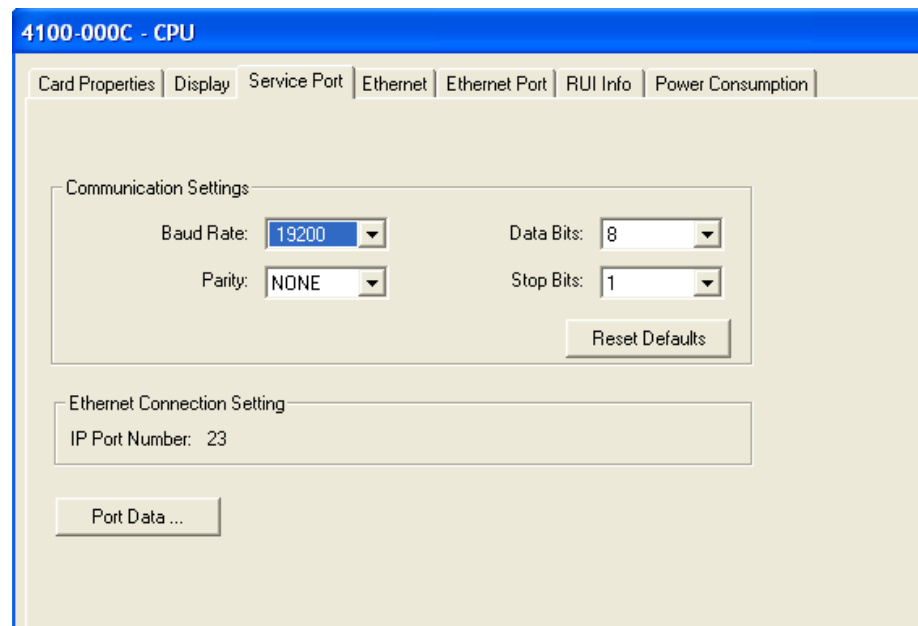 4100-000C - CPU
Card Properties Display Service Port Ethernet Ethernet Port RUI Info Power Consumption
Communication Settings
Baud Rate: 19200 Data Bits: 8
Parity: NONE Stop Bits: 1
Reset Defaults
Ethernet Connection Setting
IP Port Number: 23
Port Data ...